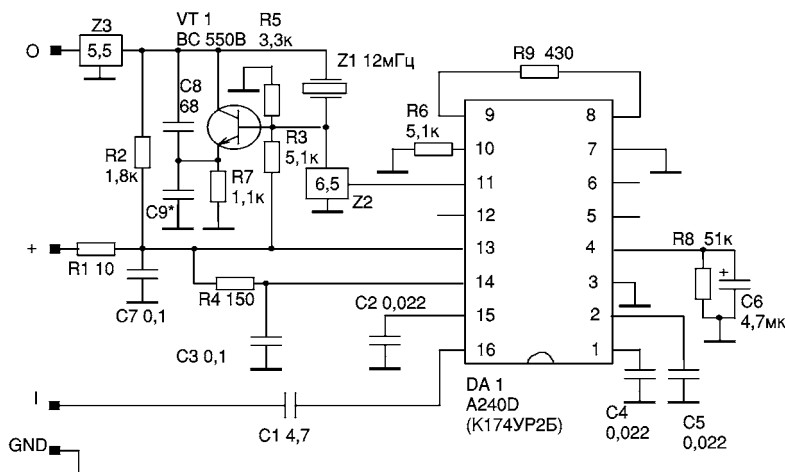 Z3
O
5,5
VT 1
BC 550B
R5
3,3к
Z1 12мГц
R9 430
C8
68
R2
1,8к
C9*
R7
1,1к
R3
5,1к
R6
5,1к
6,5
Z2
9
10
11
12
13
14
15
16
8
7
6
5
4
3
2
1
R8 51к
+
C6
4,7мк
+
R1 10
C7 0,1
R4 150
C3 0,1
C2 0,022
DA 1
A240D
(К174УР2Б)
C4
0,022
C5
0,022
I
C1 4,7
GND